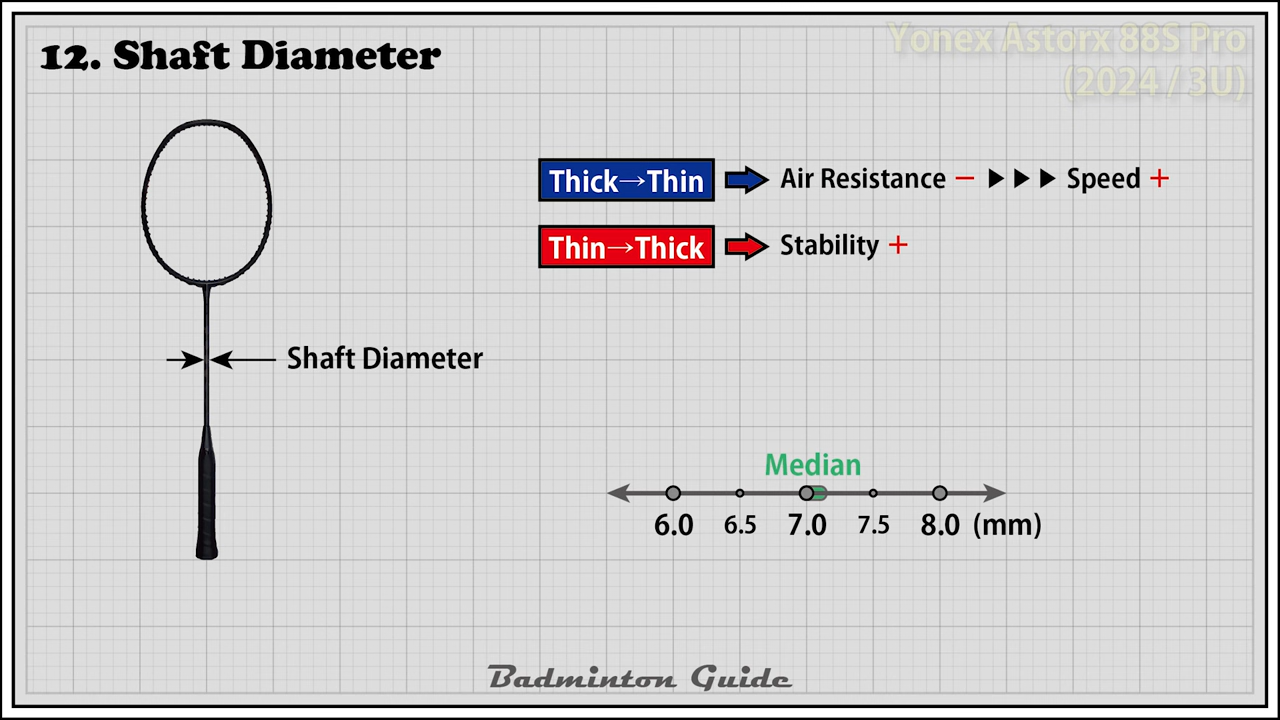 12. Shaft Diameter
Yonex Astorx 88S Pro
(2024 / 3U)
Thick→Thin Air Resistance − ▶ ▶ ▶ Speed +
Thin→Thick Stability +
Shaft Diameter
Median
6.0 6.5 7.0 7.5 8.0 (mm)
Badminton Guide